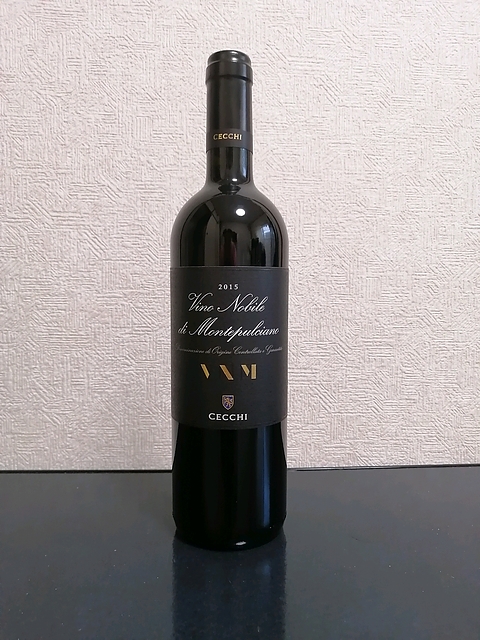 CECCHI
2015
Vino Nobile
di Montepulciano
Denominazione di Origine Controllata e Garantita
VNM
CECCHI